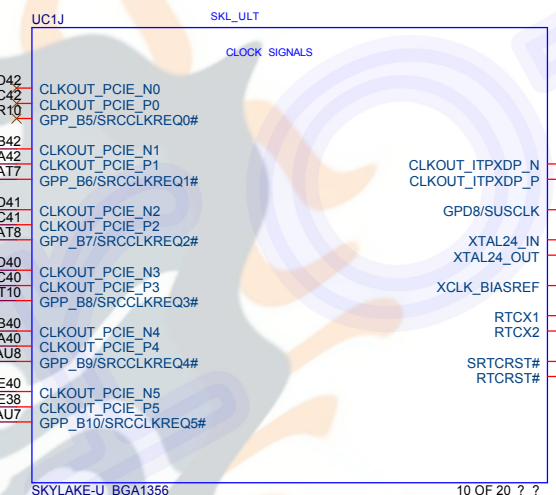 UC1J SKL_ULT
CLOCK SIGNALS
D42 CLKOUT_PCIE_N0
C42 CLKOUT_PCIE_P0
R10 GPP_B5/SRCCLKREQ0#
B42 CLKOUT_PCIE_N1
A42 CLKOUT_PCIE_P1 CLKOUT_ITPXDP_N
AT7 GPP_B6/SRCCLKREQ1# CLKOUT_ITPXDP_P
D41 CLKOUT_PCIE_N2 GPD8/SUSCLK
C41 CLKOUT_PCIE_P2
AT8 GPP_B7/SRCCLKREQ2# XTAL24_IN
XTAL24_OUT
D40 CLKOUT_PCIE_N3
C40 CLKOUT_PCIE_P3 XCLK_BIASREF
T10 GPP_B8/SRCCLKREQ3#
RTCX1
B40 CLKOUT_PCIE_N4 RTCX2
A40 CLKOUT_PCIE_P4
AU8 GPP_B9/SRCCLKREQ4# SRTCRST#
RTCRST#
E40 CLKOUT_PCIE_N5
E38 CLKOUT_PCIE_P5
AU7 GPP_B10/SRCCLKREQ5#
SKYLAKE-U_BGA1356 10 OF 20 ? ?